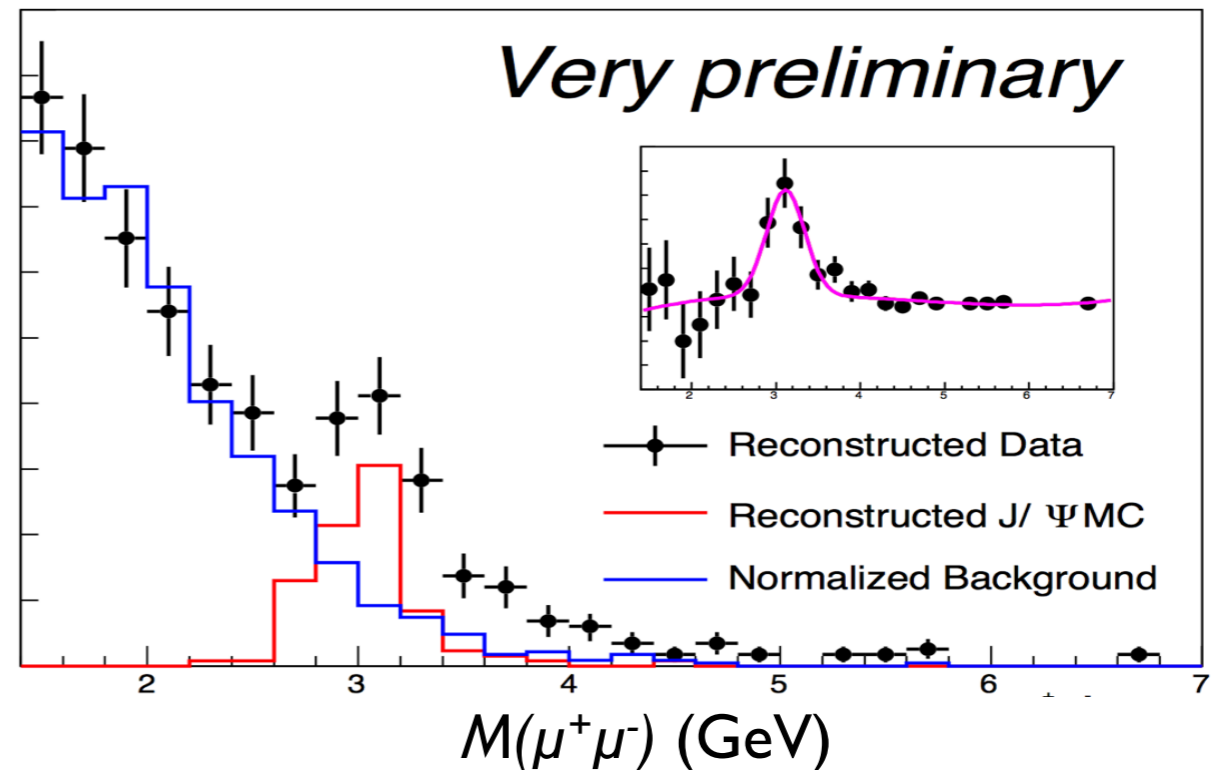 Very preliminary
2 3 4 5 6 7
Reconstructed Data
Reconstructed J/ Ψ MC
Normalized Background
2 3 4 5 6 7
M(μ⁺μ⁻) (GeV)